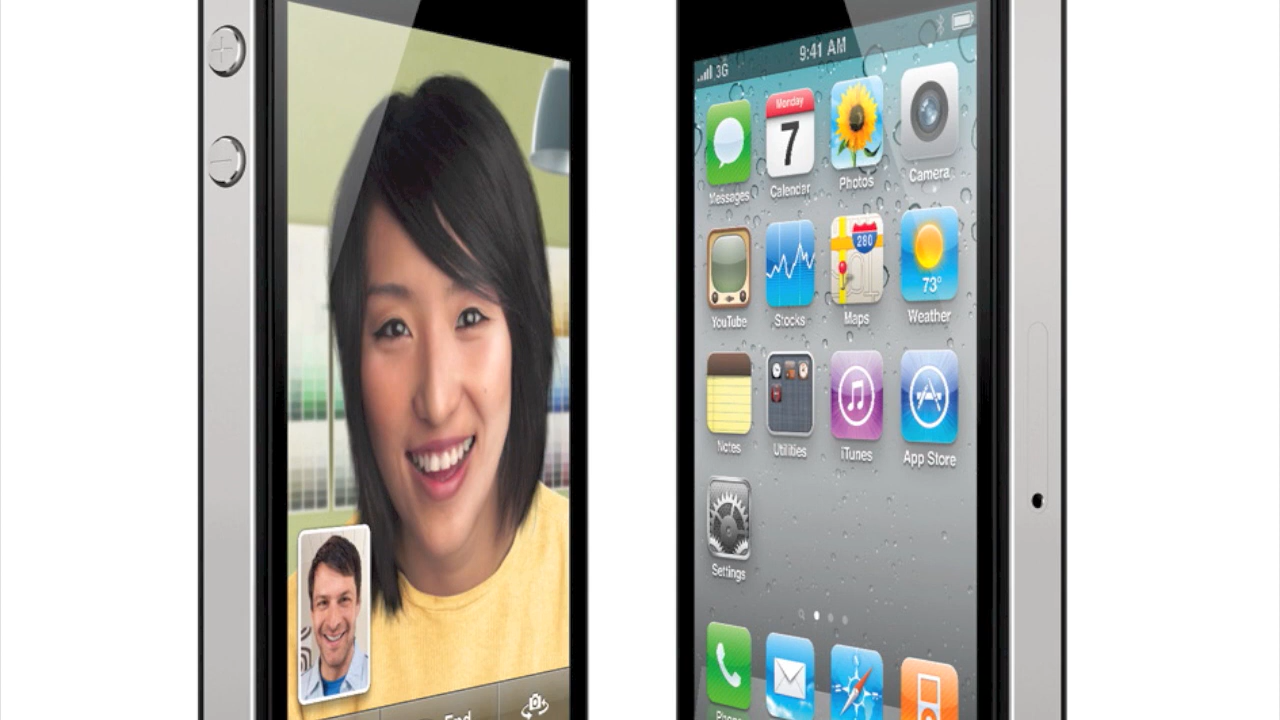 End
3G
9:41 AM
Monday
7
Messages
Calendar
Photos
Camera
280
73°
YouTube
Stocks
Maps
Weather
Notes
Utilities
iTunes
App Store
Settings
Phone